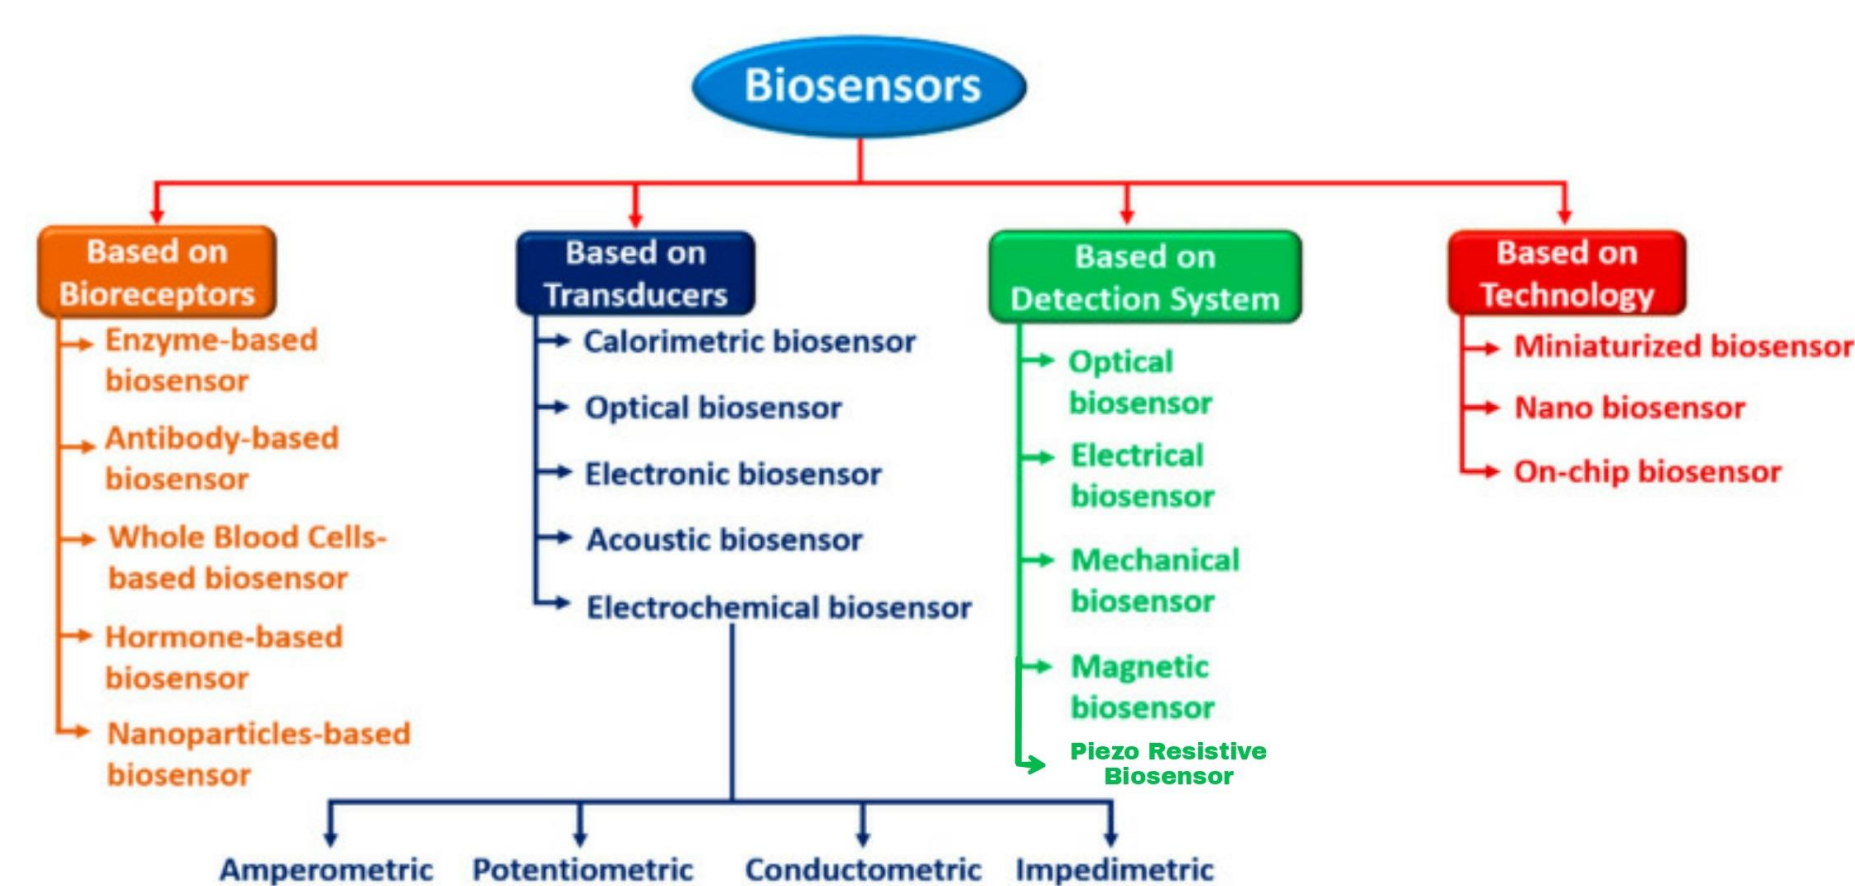 Biosensors
Based on
Bioreceptors
Enzyme-based
biosensor
Antibody-based
biosensor
Whole Blood Cells-
based biosensor
Hormone-based
biosensor
Nanoparticles-based
biosensor
Based on
Transducers
Calorimetric biosensor
Optical biosensor
Electronic biosensor
Acoustic biosensor
Electrochemical biosensor
Amperometric
Potentiometric
Conductometric
Impedimetric
Based on
Detection System
Optical
biosensor
Electrical
biosensor
Mechanical
biosensor
Magnetic
biosensor
Piezo Resistive
Biosensor
Based on
Technology
Miniaturized biosensor
Nano biosensor
On-chip biosensor